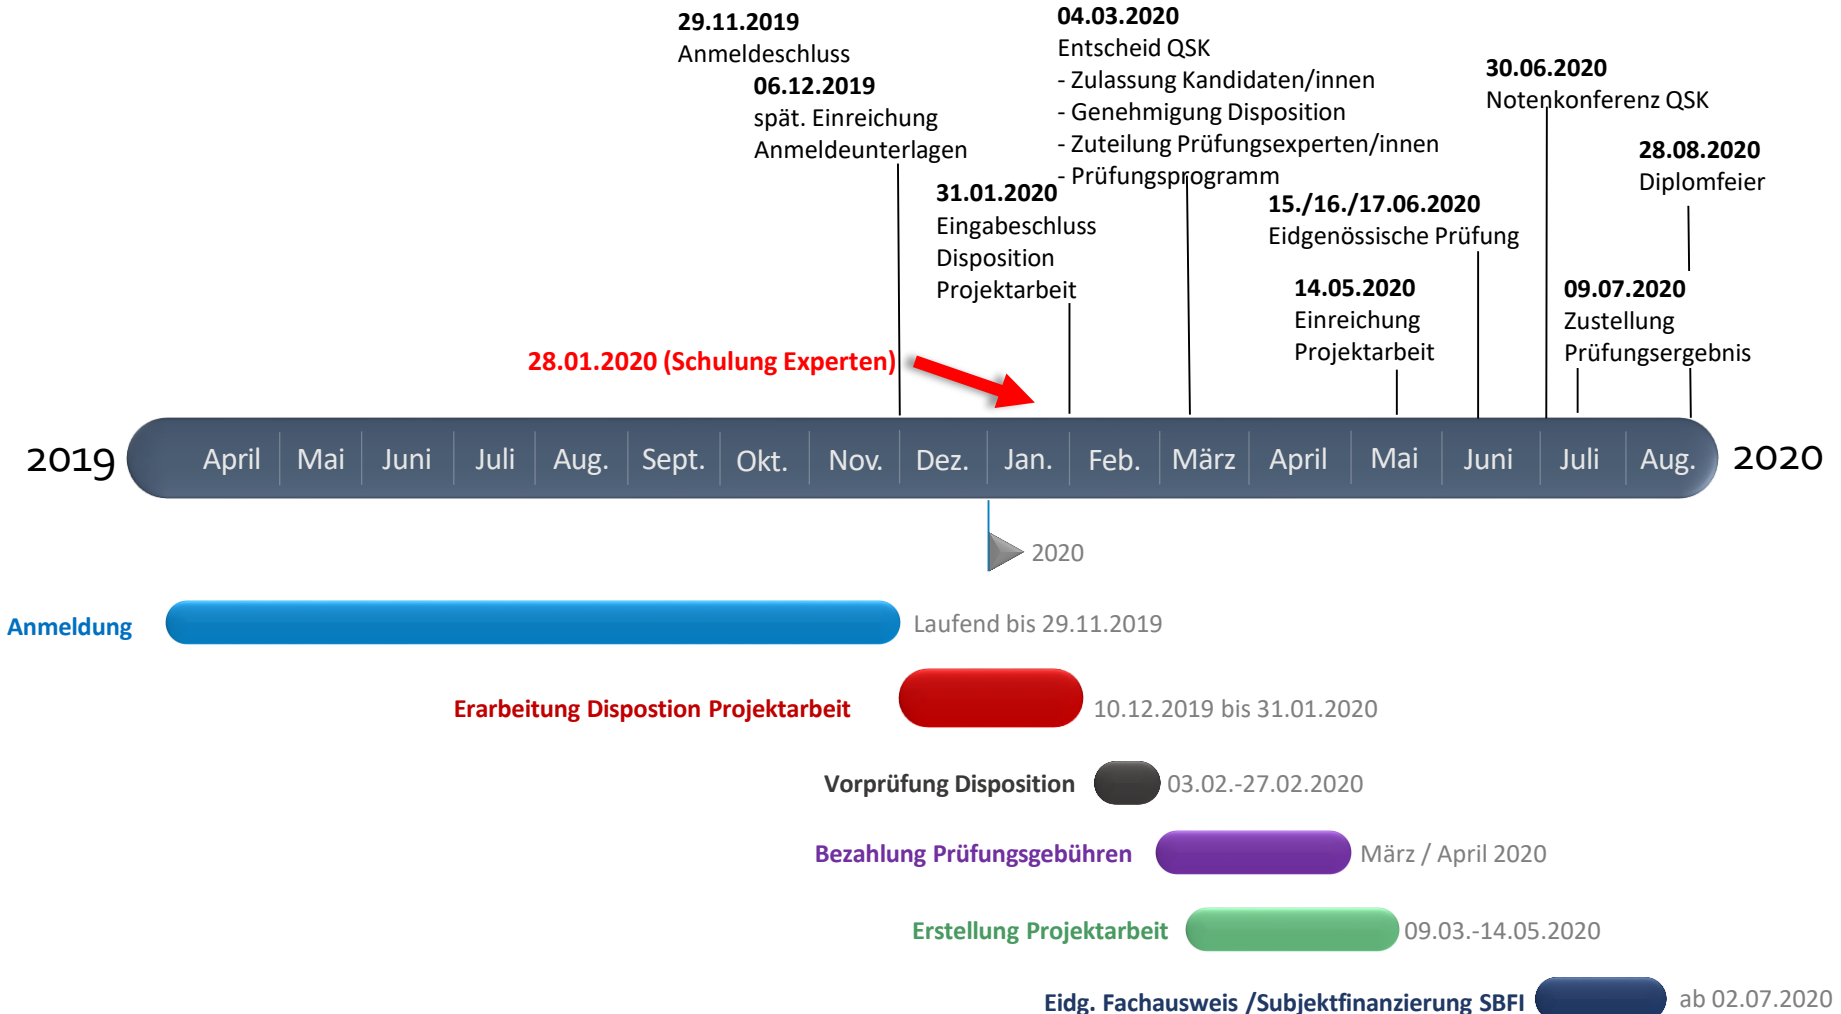 29.11.2019
Anmeldeschluss
06.12.2019
spät. Einreichung
Anmeldeunterlagen
31.01.2020
Eingabeschluss
Disposition
Projektarbeit
04.03.2020
Entscheid QSK
- Zulassung Kandidaten/innen
- Genehmigung Disposition
- Zuteilung Prüfungsexperten/innen
- Prüfungsprogramm
15./16./17.06.2020
Eidgenössische Prüfung
14.05.2020
Einreichung
Projektarbeit
30.06.2020
Notenkonferenz QSK
28.08.2020
Diplomfeier
09.07.2020
Zustellung
Prüfungsergebnis
28.01.2020 (Schulung Experten)
2019 April Mai Juni Juli Aug. Sept. Okt. Nov. Dez. Jan. Feb. März April Mai Juni Juli Aug. 2020
2020
Anmeldung Laufend bis 29.11.2019
Erarbeitung Dispostion Projektarbeit 10.12.2019 bis 31.01.2020
Vorprüfung Disposition 03.02.-27.02.2020
Bezahlung Prüfungsgebühren März / April 2020
Erstellung Projektarbeit 09.03.-14.05.2020
Eidg. Fachausweis /Subjektfinanzierung SBFI ab 02.07.2020